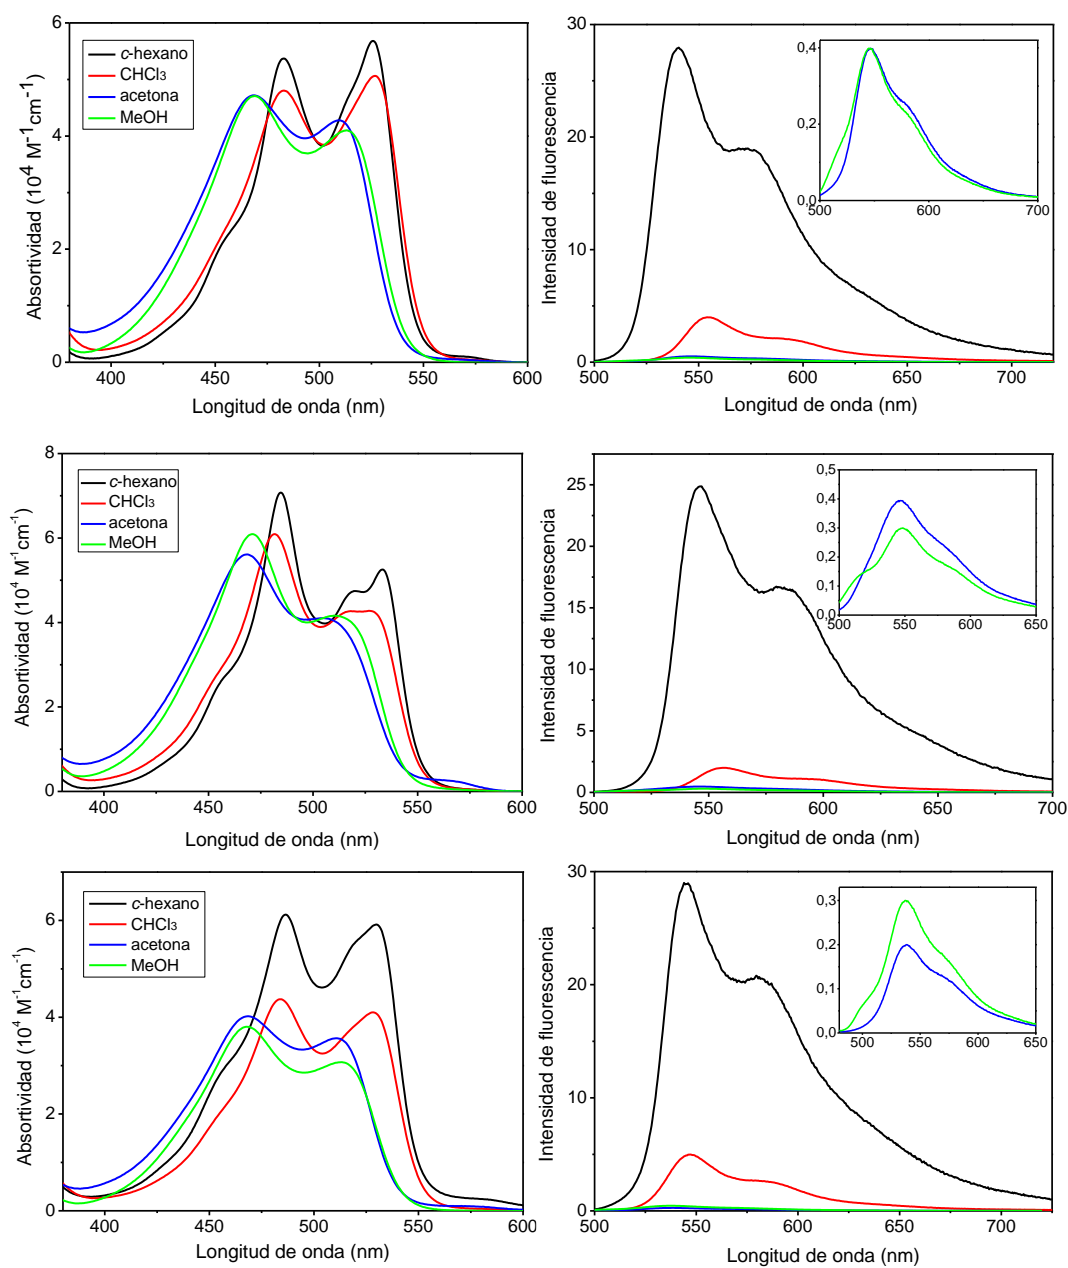 Absortividad (10⁴ M⁻¹cm⁻¹)
6
4
2
0
c-hexano
CHCl₃
acetona
MeOH
400 450 500 550 600
Longitud de onda (nm)
Intensidad de fluorescencia
30
20
10
0
500 550 600 650 700
Longitud de onda (nm)
0,4
0,2
0,0
500 600 700
Absortividad (10⁴ M⁻¹cm⁻¹)
8
6
4
2
0
c-hexano
CHCl₃
acetona
MeOH
400 450 500 550 600
Longitud de onda (nm)
Intensidad de fluorescencia
25
20
15
10
5
0
500 550 600 650 700
Longitud de onda (nm)
0,5
0,4
0,3
0,2
0,1
0,0
500 550 600 650
Absortividad (10⁴ M⁻¹cm⁻¹)
6
4
2
0
c-hexano
CHCl₃
acetona
MeOH
400 450 500 550 600
Longitud de onda (nm)
Intensidad de fluorescencia
30
20
10
0
500 550 600 650 700
Longitud de onda (nm)
0,3
0,2
0,1
0,0
500 550 600 650